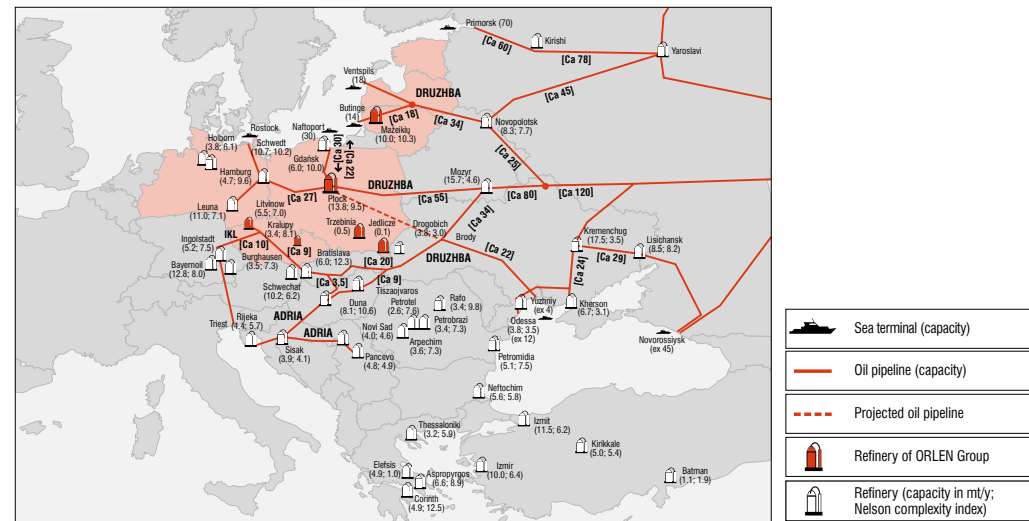 Primorsk (70)
[Ca 60]
Kirishi
[Ca 78]
Yaroslavl
Ventspils
(18)
DRUZHBA
[Ca 45]
Butinge
(14)
[Ca 18]
Mazeikiu
(10.0; 10.3)
[Ca 34]
Novopolotsk
(8.3; 7.7)
[Ca 25]
Holborn
(3.8; 6.1)
Rostock
Schwedt
(10.7; 10.2)
Naftoport
(30)
[Ca 30]
[Ca 22]
Gdańsk
(6.0; 10.0)
Hamburg
(4.7; 9.6)
Mozyr
(15.7; 4.6)
DRUZHBA
[Ca 27]
[Ca 55]
[Ca 80]
[Ca 120]
Płock
(13.8; 9.5)
Leuna
(11.0; 7.1)
Litvinow
(5.5; 7.0)
Kralupy
(3.4; 8.1)
Trzebinia
(0.5)
Jedlicze
(0.1)
Drogobich
(3.8; 3.0)
[Ca 34]
Brody
IKL
[Ca 10]
[Ca 9]
Ingolstadt
(5.2; 7.5)
Bratislava
(6.0; 12.3)
[Ca 20]
DRUZHBA
[Ca 22]
Kremenchug
(17.5; 3.5)
Lisichansk
(8.5; 8.2)
[Ca 29]
[Ca 24]
Bayernoil
(12.8; 8.0)
Burghausen
(3.5; 7.3)
Schwechat
(10.2; 6.2)
[Ca 3,5]
[Ca 9]
Tiszaojvaros
Duna
(8.1; 10.6)
Petrotel
(2.6; 7.6)
Rafo
(3.4; 9.8)
Yuzhniy
(ex 4)
Kherson
(6.7; 3.1)
Odessa
(3.8; 3.5)
(ex 12)
Novorossiysk
(ex 45)
Triest
Rijeka
(4.4; 5.7)
ADRIA
ADRIA
Novi Sad
(4.0; 4.6)
Petrobrazi
(3.4; 7.3)
Arpechim
(3.6; 7.3)
Sisak
(3.9; 4.1)
Pancevo
(4.8; 4.9)
Petromidia
(5.1; 7.5)
Neftochim
(5.6; 5.8)
Thessaloniki
(3.2; 5.9)
Izmit
(11.5; 6.2)
Kirikkale
(5.0; 5.4)
Elefsis
(4.9; 1.0)
Aspropyrgos
(6.6; 8.9)
Izmir
(10.0; 6.4)
Batman
(1.1; 1.9)
Corinth
(4.9; 12.5)
Sea terminal (capacity)
Oil pipeline (capacity)
Projected oil pipeline
Refinery of ORLEN Group
Refinery (capacity in mt/y;
Nelson complexity index)